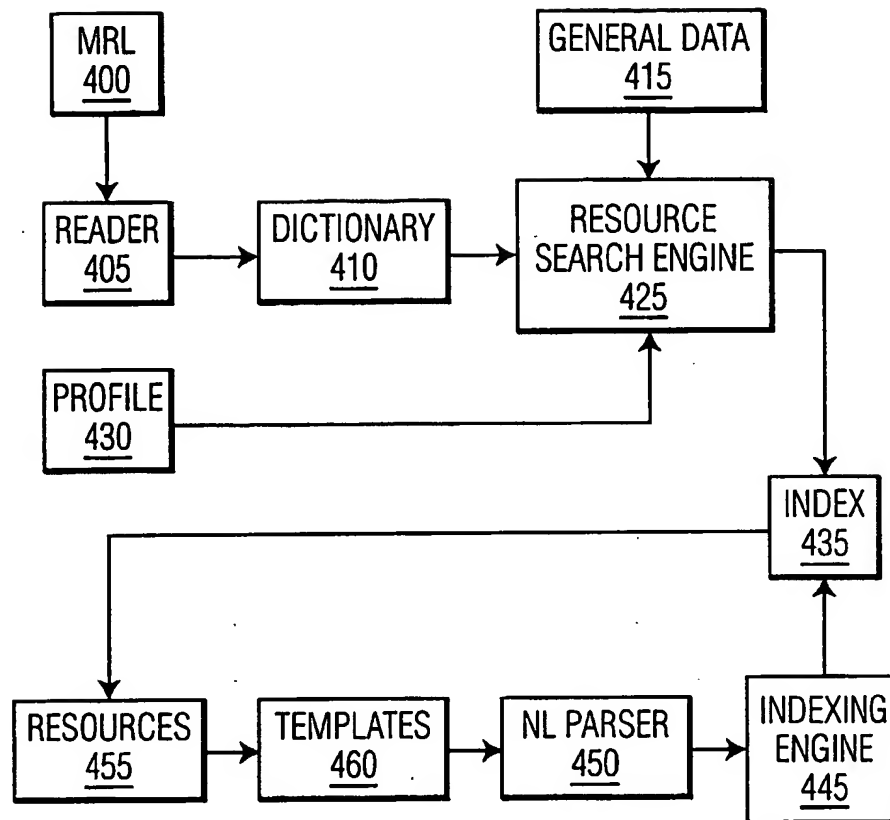 MRL
400
GENERAL DATA
415
READER
405
DICTIONARY
410
RESOURCE
SEARCH ENGINE
425
PROFILE
430
INDEX
435
RESOURCES
455
TEMPLATES
460
NL PARSER
450
INDEXING
ENGINE
445